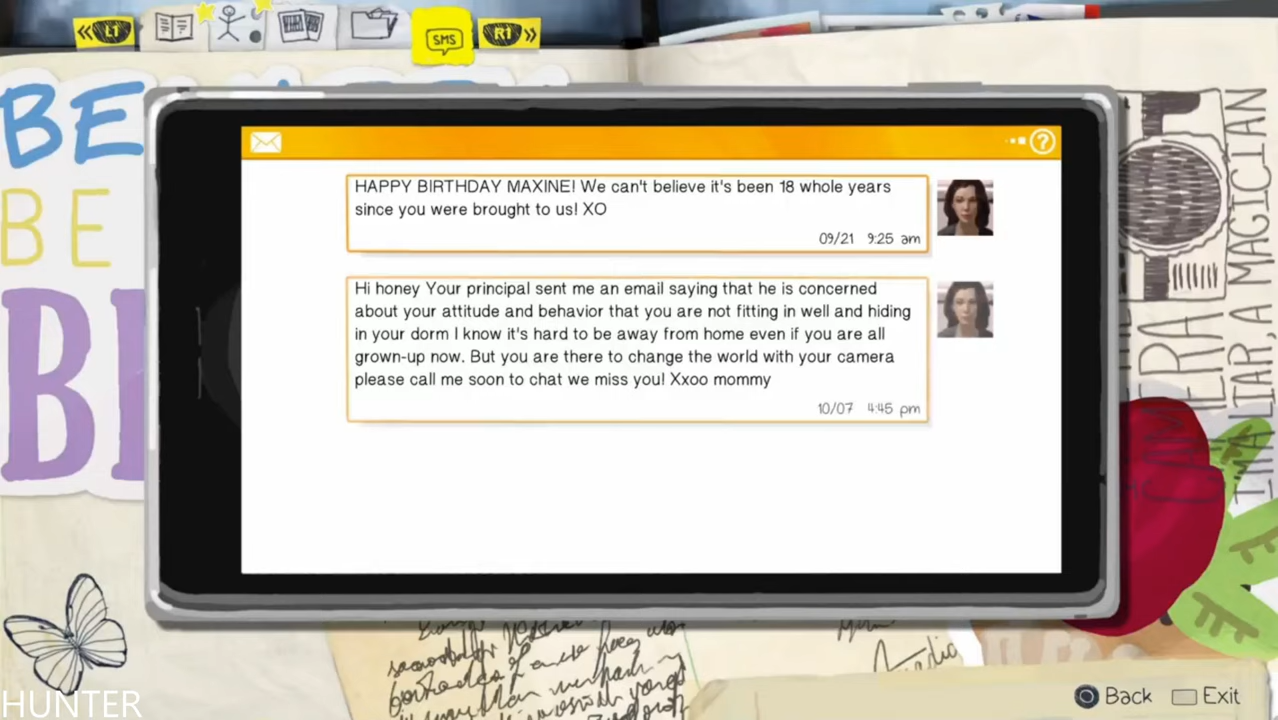 L1
SMS
R1
BE
BE
HAPPY BIRTHDAY MAXINE! We can't believe it's been 18 whole years
since you were brought to us! XO
09/21 9:25 am
Hi honey Your principal sent me an email saying that he is concerned
about your attitude and behavior that you are not fitting in well and hiding
in your dorm I know it's hard to be away from home even if you are all
grown-up now. But you are there to change the world with your camera
please call me soon to chat we miss you! Xxoo mommy
10/07 4:45 pm
CAMERA
I'M A LIAR, A MAGICIAN
HUNTER
Back
Exit